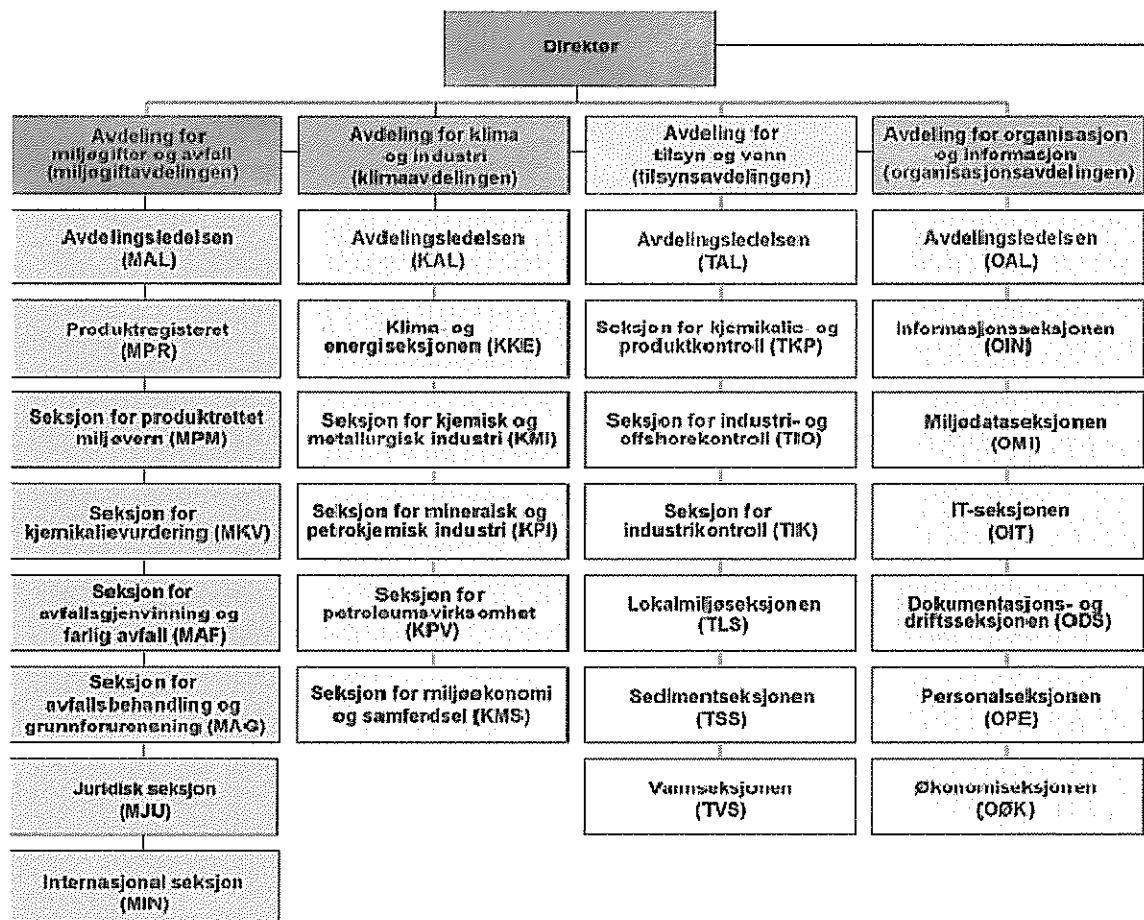 Direktør
Avdeling for
miljøgifter og avfall
(miljøgiftavdelingen)
Avdelingsledelsen
(MAL)
Produktregisteret
(MPR)
Seksjon for produktrettet
miljøvern (MPM)
Seksjon for
kjemikalievurdering (MKV)
Seksjon for
avfallsgjenvinning og
farlig avfall (MAF)
Seksjon for
avfallsbehandling og
grunnforurensning (MAG)
Juridisk seksjon
(MJU)
Internasjonal seksjon
(MIN)
Avdeling for klima
og industri
(klimaavdelingen)
Avdelingsledelsen
(KAL)
Klima- og
energiseksjonen (KKE)
Seksjon for kjemisk og
metallurgisk industri (KMI)
Seksjon for mineralsk og
petrokjemisk industri (KPI)
Seksjon for
petroleumsvirksomhet
(KPV)
Seksjon for miljøøkonomi
og samferdsel (KMS)
Avdeling for
tilsyn og vann
(tilsynsavdelingen)
Avdelingsledelsen
(TAL)
Seksjon for kjemikalie- og
produktkontroll (TKP)
Seksjon for industri- og
offshorekontroll (TIO)
Seksjon for
industrikontroll (TIK)
Lokalmiljøseksjonen
(TLS)
Sedimentseksjonen
(TSS)
Vannseksjonen
(TVS)
Avdeling for organisasjon
og informasjon
(organisasjonsavdelingen)
Avdelingsledelsen
(OAL)
Informasjonsseksjonen
(OIN)
Miljødataseksjonen
(OMI)
IT-seksjonen
(OIT)
Dokumentasjons- og
driftsseksjonen (ODS)
Personalseksjonen
(OPE)
Økonomiseksjonen
(OØK)